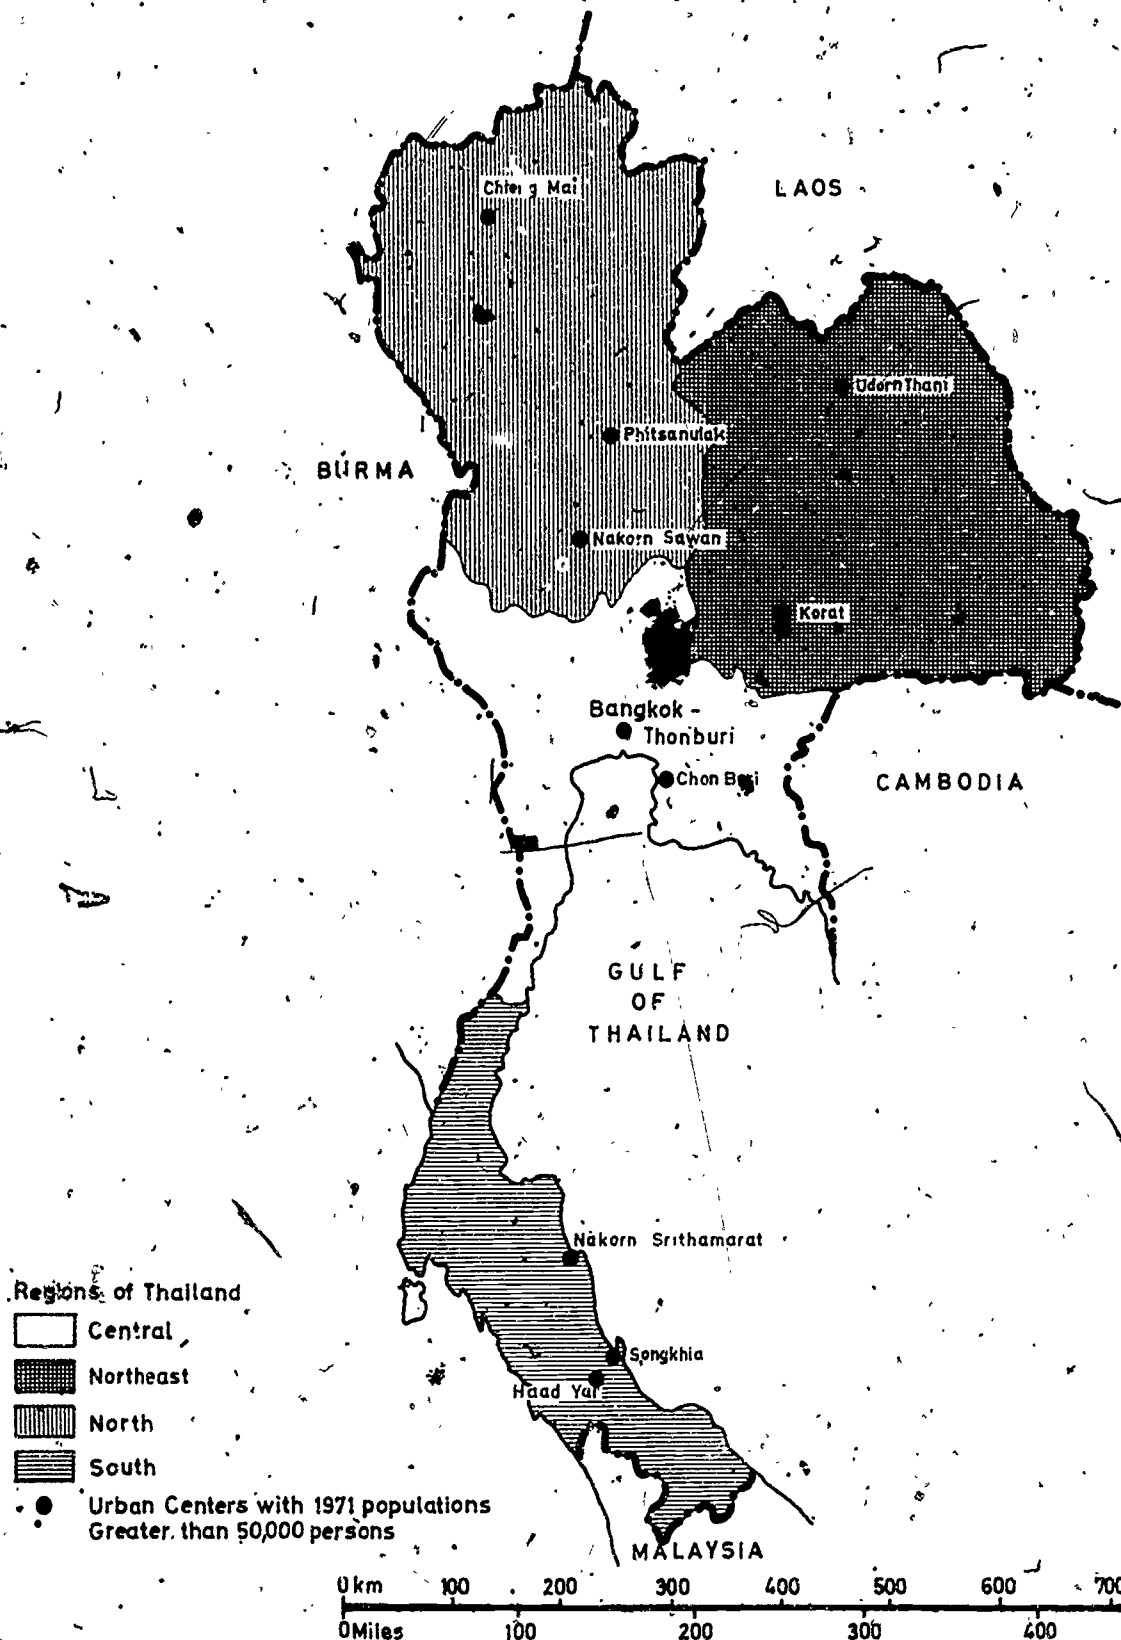 Chieng Mai
LAOS
Udorn Thani
Phitsanulak
BURMA
Nakorn Sawan
Korat
Bangkok -
Thonburi
Chon Buri
CAMBODIA
GULF
OF
THAILAND
Nakorn Srithamarat
Songkhia
Haad Yai
Regions of Thailand
Central
Northeast
North
South
Urban Centers with 1971 populations
Greater than 50,000 persons
MALAYSIA
0 km 100 200 300 400 500 600 700
0 Miles 100 200 300 400